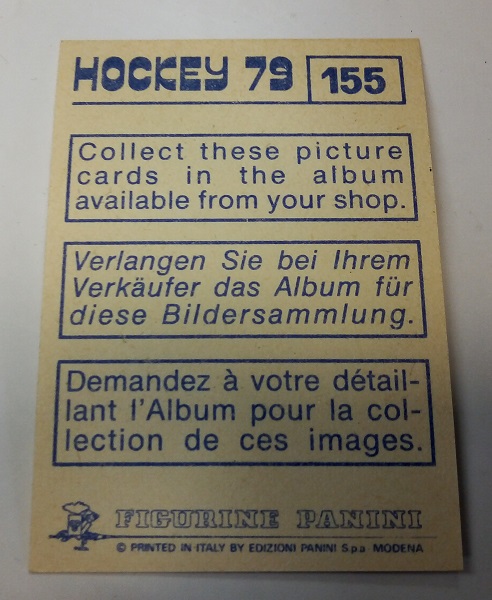 HOCKEY 79 155
Collect these picture
cards in the album
available from your shop.
Verlangen Sie bei Ihrem
Verkäufer das Album für
diese Bildersammlung.
Demandez à votre détail-
lant l'Album pour la col-
lection de ces images.
FIGURINE PANINI
© PRINTED IN ITALY BY EDIZIONI PANINI S.p.a MODENA